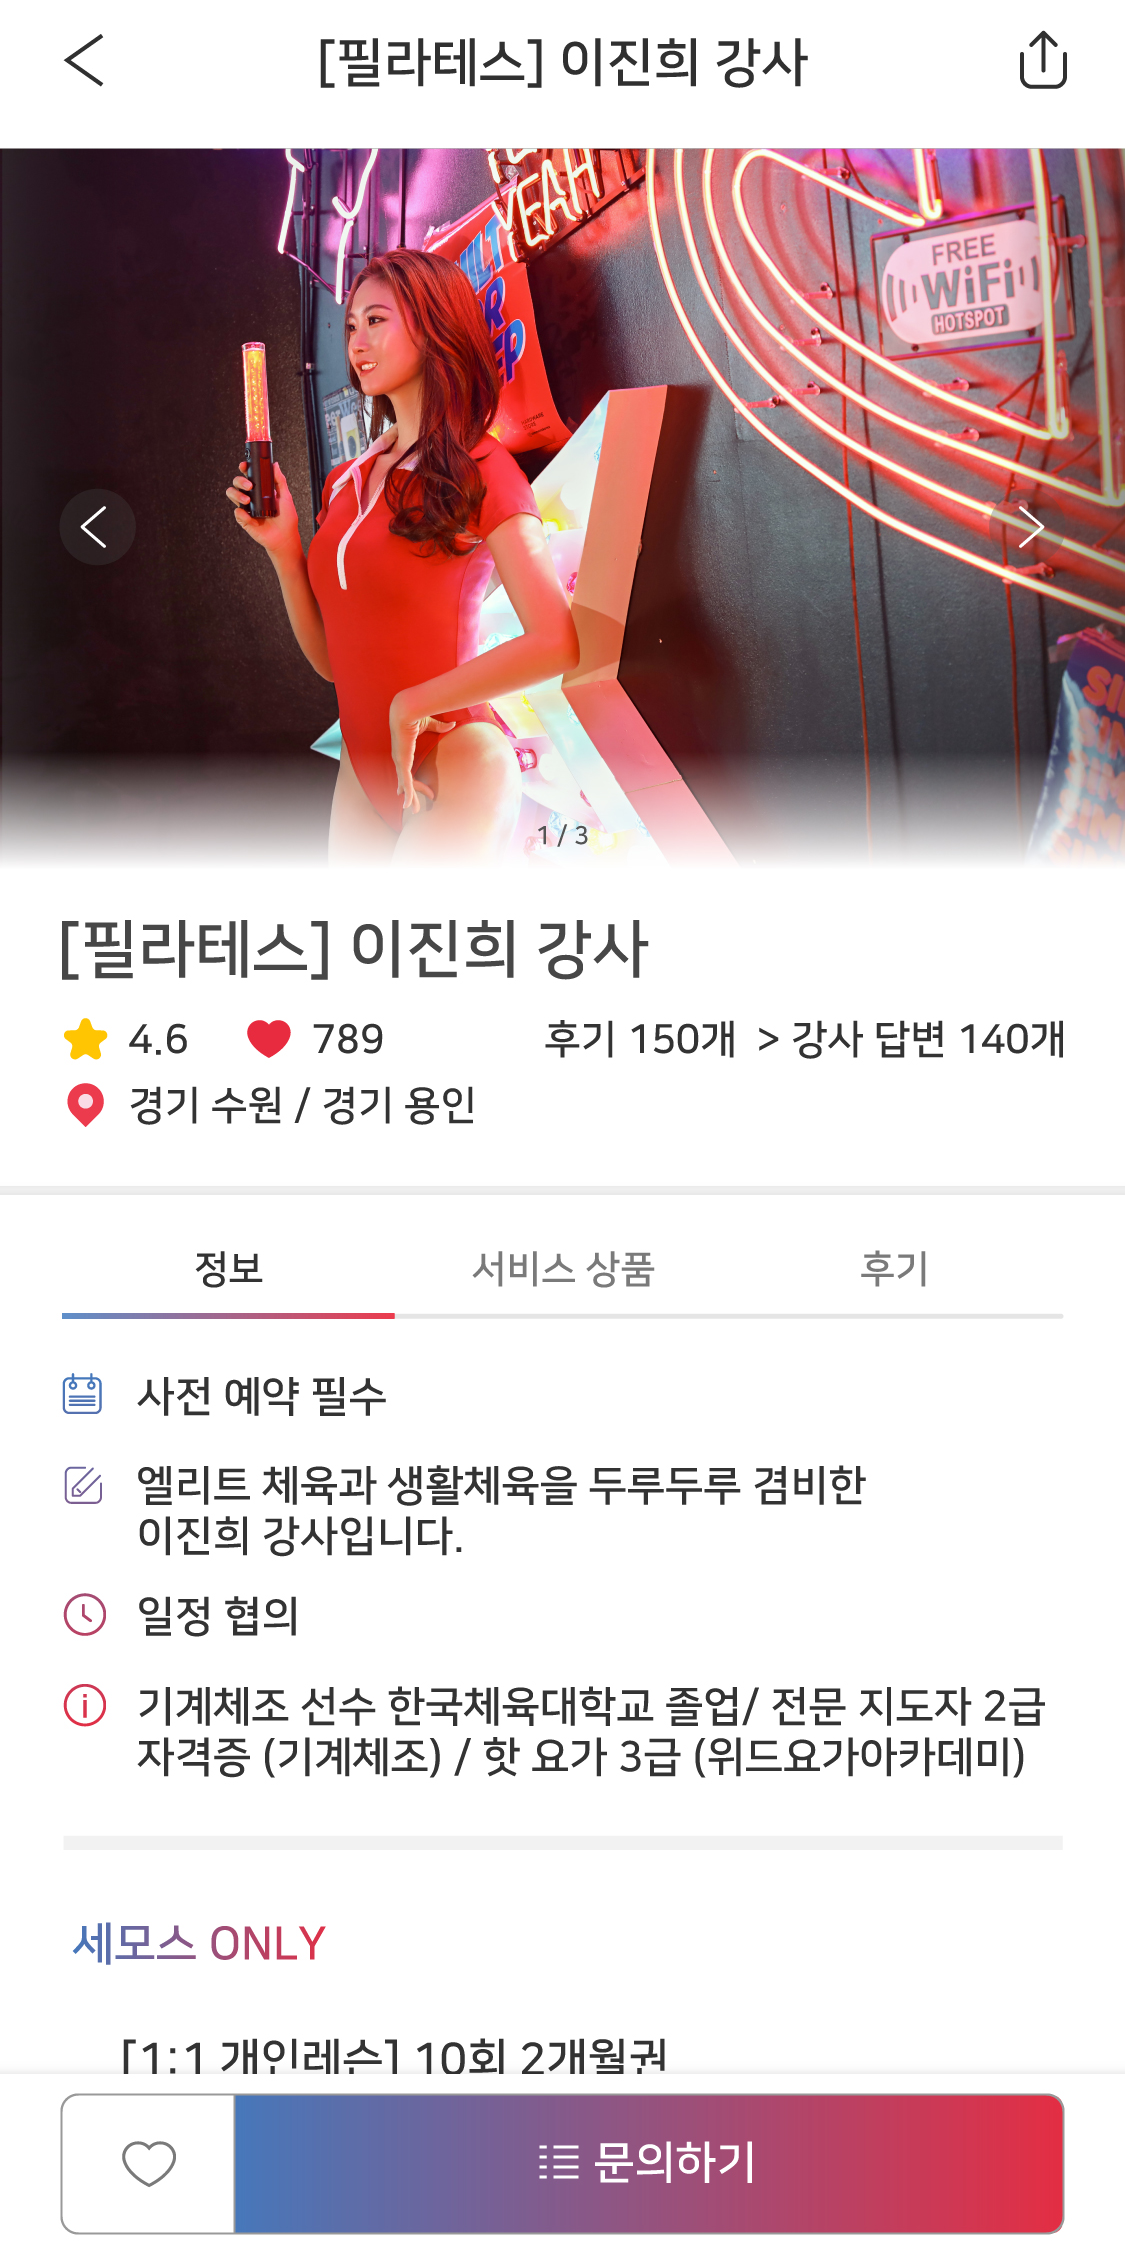 [필라테스] 이진희 강사
YEAH
FREE
WiFi
HOTSPOT
1 / 3
[필라테스] 이진희 강사
4.6 789 후기 150개 > 강사 답변 140개
경기 수원 / 경기 용인
정보 서비스 상품 후기
사전 예약 필수
엘리트 체육과 생활체육을 두루두루 겸비한
이진희 강사입니다.
일정 협의
기계체조 선수 한국체육대학교 졸업/ 전문 지도자 2급
자격증 (기계체조) / 핫 요가 3급 (위드요가아카데미)
세모스 ONLY
[1:1 개인레슨] 10회 2개월권
문의하기